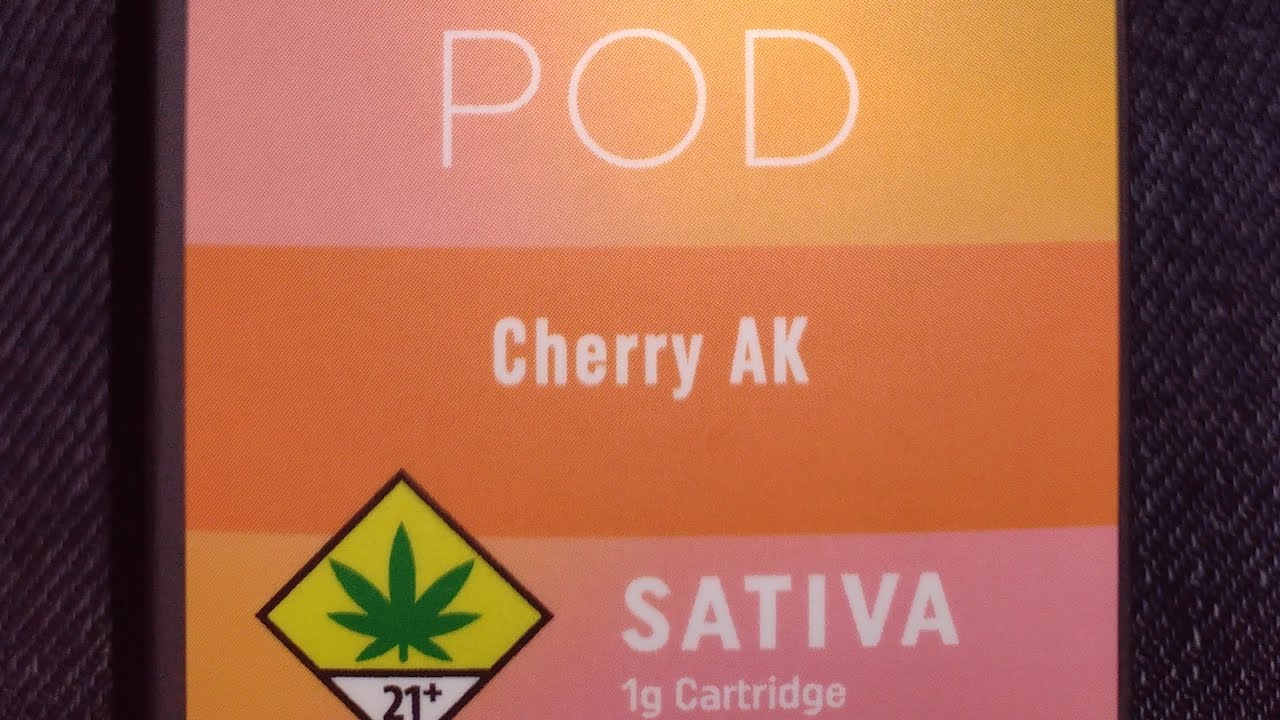 POD
Cherry AK
SATIVA
1g Cartridge
21+